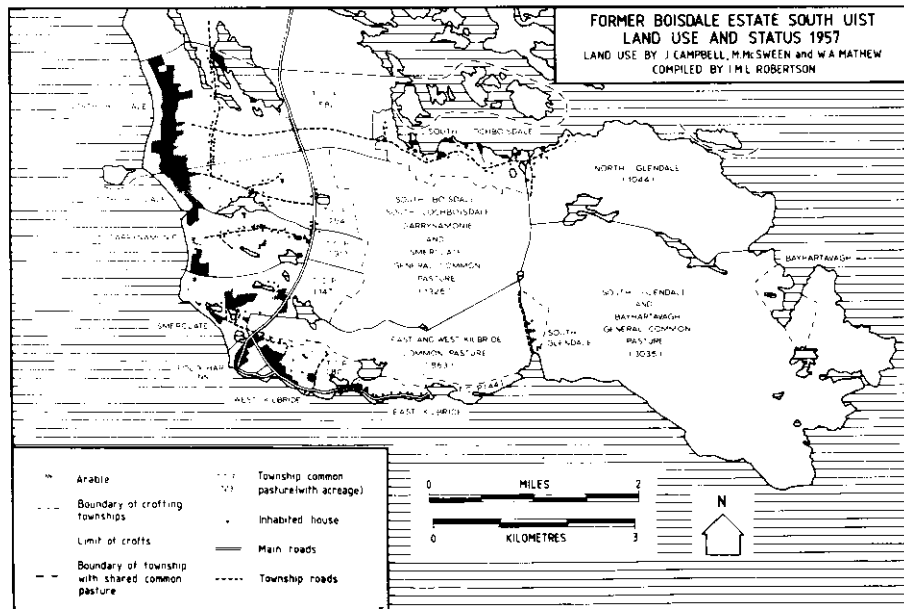 FORMER BOISDALE ESTATE SOUTH UIST
LAND USE AND STATUS 1957
LAND USE BY J CAMPBELL, M.McSWEEN and W.A MATHEW
COMPILED BY I.M.L ROBERTSON
SOUTH
NORTH GLENDALE
(1044)
SOUTH BOISDALE
SOUTH LOCHBOISDALE
GARRYNAMONIE
AND
SMERCLATE
GENERAL COMMON
PASTURE
BAYHARTAVAGH
SOUTH GLENDALE
AND
BAYHARTAVAGH
GENERAL COMMON
PASTURE
(3035)
SOUTH
GLENDALE
EAST AND WEST KILBRIDE
COMMON PASTURE
SMERCLATE
WEST KILBRIDE
EAST KILBRIDE
Arable
Boundary of crofting
townships
Limit of crofts
Boundary of township
with shared common
pasture
Township common
pasture(with acreage)
Inhabited house
Main roads
Township roads
0 MILES 2
0 KILOMETRES 3
N